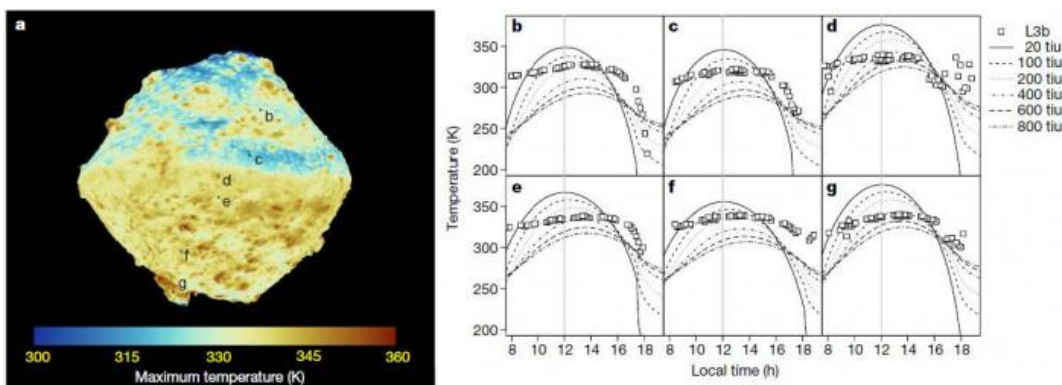 a
b
c
d
e
f
g
300 315 330 345 360
Maximum temperature (K)
b c d
350
300
250
200
e f g
350
300
250
200
Temperature (K)
8 10 12 14 16 18 8 10 12 14 16 18 8 10 12 14 16 18
Local time (h)
L3b
20 tiu
100 tiu
200 tiu
400 tiu
600 tiu
800 tiu